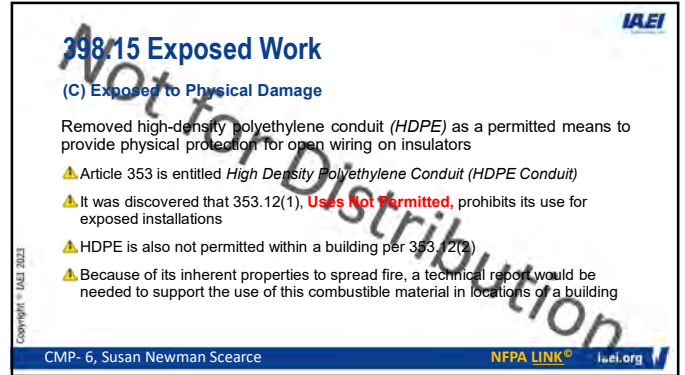 IAEI
398.15 Exposed Work
(C) Exposed to Physical Damage
Removed high-density polyethylene conduit (HDPE) as a permitted means to
provide physical protection for open wiring on insulators
Article 353 is entitled High Density Polyethylene Conduit (HDPE Conduit)
It was discovered that 353.12(1), Uses Not Permitted, prohibits its use for
exposed installations
HDPE is also not permitted within a building per 353.12(2)
Because of its inherent properties to spread fire, a technical report would be
needed to support the use of this combustible material in locations of a building
Not for Distribution
Copyright © IAEI 2023
CMP- 6, Susan Newman Scearce
NFPA LINK©
iaei.org